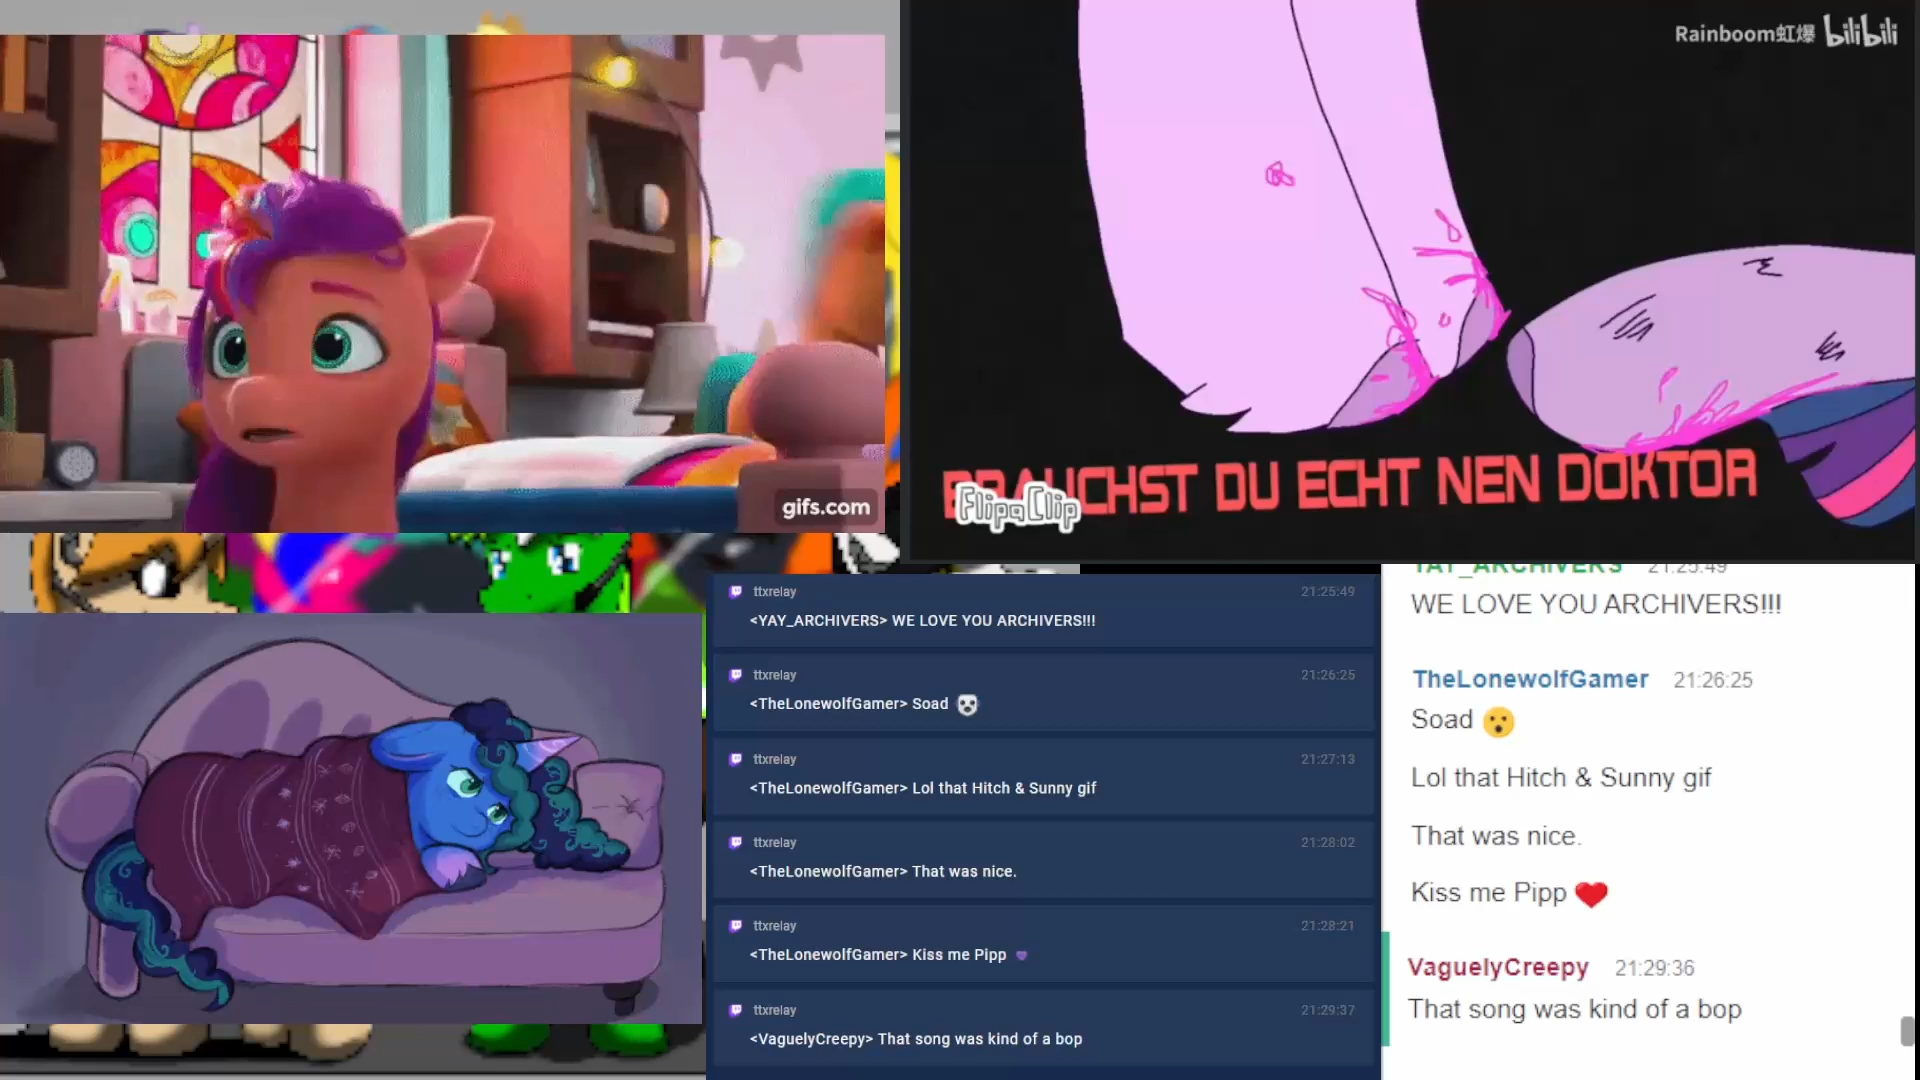 Rainboom虹爆 bilibili
gifs.com
BRAUCHST DU ECHT NEN DOKTOR
FlipaClip
ttxrelay 21:25:49
<YAY_ARCHIVERS> WE LOVE YOU ARCHIVERS!!!
ttxrelay 21:26:25
<TheLonewolfGamer> Soad
ttxrelay 21:27:13
<TheLonewolfGamer> Lol that Hitch & Sunny gif
ttxrelay 21:28:02
<TheLonewolfGamer> That was nice.
ttxrelay 21:28:21
<TheLonewolfGamer> Kiss me Pipp 💜
ttxrelay 21:29:37
<VaguelyCreepy> That song was kind of a bop
YAY_ARCHIVERS 21:25:49
WE LOVE YOU ARCHIVERS!!!
TheLonewolfGamer 21:26:25
Soad 😮
Lol that Hitch & Sunny gif
That was nice.
Kiss me Pipp ❤️
VaguelyCreepy 21:29:36
That song was kind of a bop